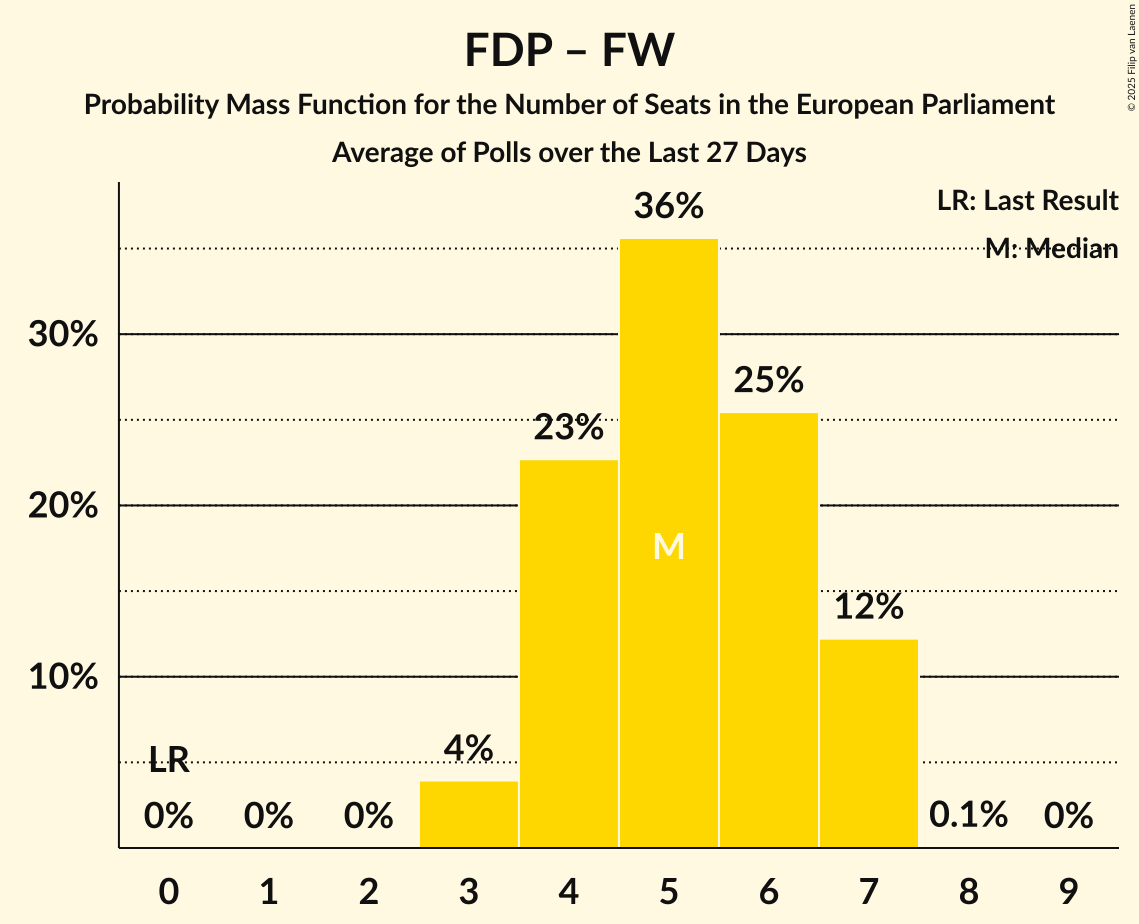 FDP – FW
Probability Mass Function for the Number of Seats in the European Parliament
Average of Polls over the Last 27 Days
© 2025 Filip van Laenen
LR: Last Result
M: Median
36%
30%
25%
23%
20%
M
12%
10%
4%
LR
0% 0% 0% 0.1% 0%
0 1 2 3 4 5 6 7 8 9